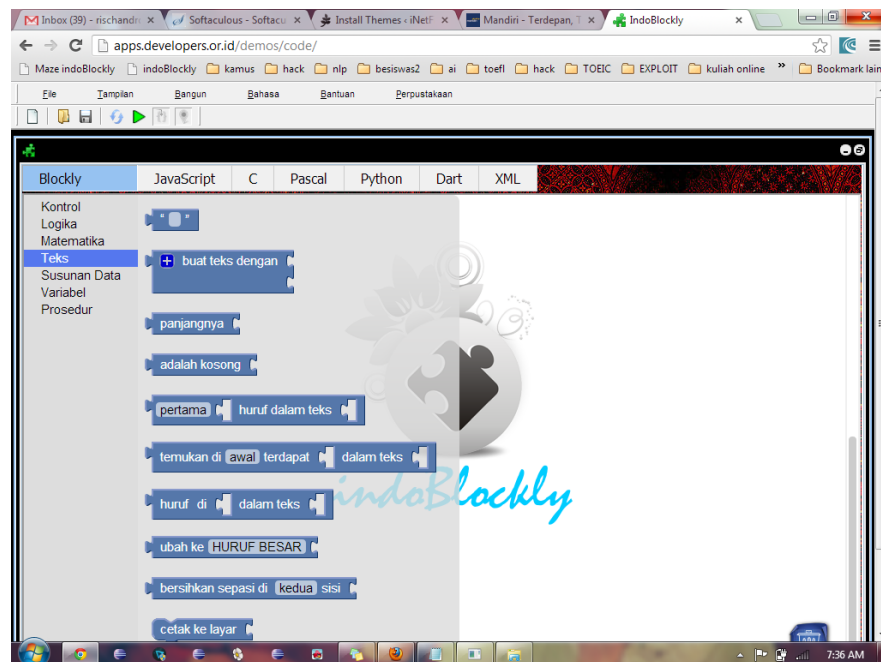 Inbox (39) - rischandr
Softaculous - Softacu
Install Themes ‹ iNetF
Mandiri - Terdepan, T
IndoBlockly
apps.developers.or.id/demos/code/
Maze indoBlockly
indoBlockly
kamus
hack
nlp
besiswas2
ai
toefl
hack
TOEIC
EXPLOIT
kuliah online
»
Bookmark lain
File
Tampilan
Bangun
Bahasa
Bantuan
Perpustakaan
Blockly
JavaScript
C
Pascal
Python
Dart
XML
Kontrol
Logika
Matematika
Teks
Susunan Data
Variabel
Prosedur
“ ”
buat teks dengan
panjangnya
adalah kosong
pertama huruf dalam teks
temukan di awal terdapat dalam teks
huruf di dalam teks
ubah ke HURUF BESAR
bersihkan sepasi di kedua sisi
cetak ke layar
indoBlockly
7:36 AM